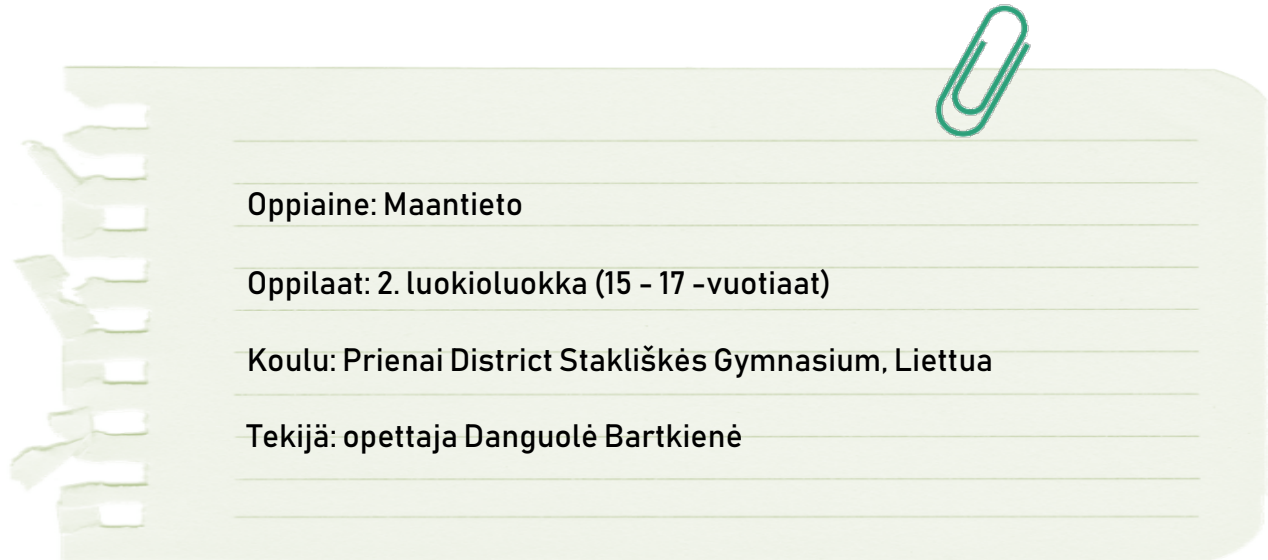 Oppiaine: Maantieto
Oppilaat: 2. luokioluokka (15 - 17 -vuotiaat)
Koulu: Prienai District Stakliškės Gymnasium, Liettua
Tekijä: opettaja Danguolė Bartkienė